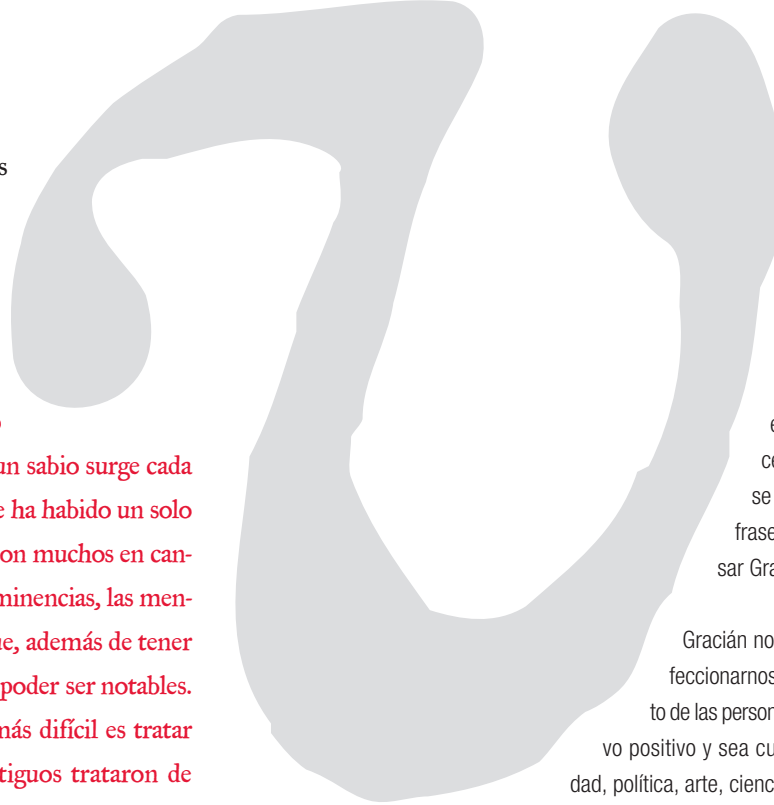 s
un sabio surge cada
e ha habido un solo
on muchos en can-
minencias, las men-
ue, además de tener
poder ser notables.
más difícil es tratar
tiguos trataron de
e
ce
se
frase
sar Gra
Gracián no
feccionarnos
to de las person
vo positivo y sea cu
dad, política, arte, cienc